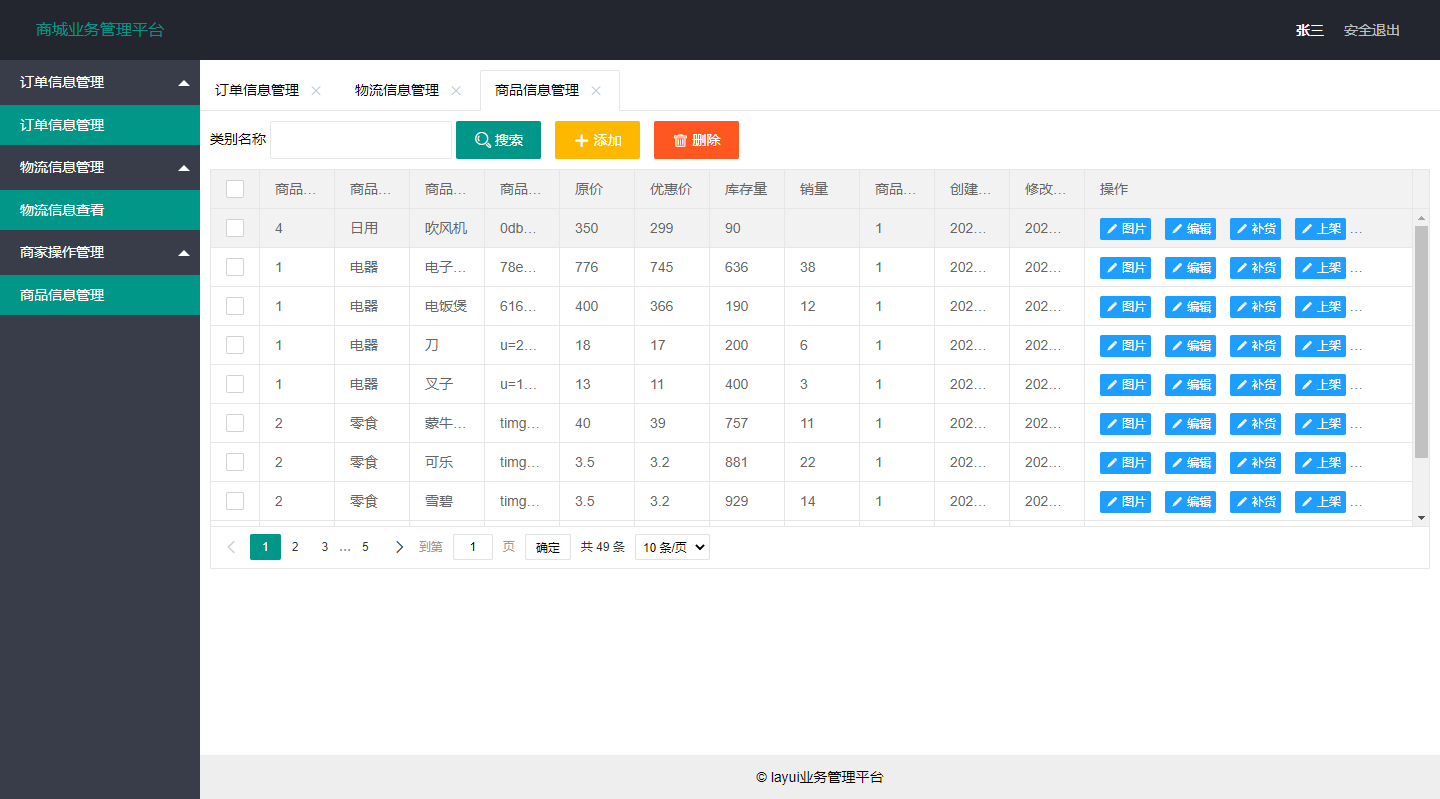 商城业务管理平台 张三 安全退出
订单信息管理
订单信息管理
物流信息管理
物流信息查看
商家操作管理
商品信息管理
订单信息管理 物流信息管理 商品信息管理
类别名称 搜索 添加 删除
商品... 商品... 商品... 商品... 原价 优惠价 库存量 销量 商品... 创建... 修改... 操作
4 日用 吹风机 0db... 350 299 90 1 202... 202... 图片 编辑 补货 上架 ...
1 电器 电子... 78e... 776 745 636 38 1 202... 202... 图片 编辑 补货 上架 ...
1 电器 电饭煲 616... 400 366 190 12 1 202... 202... 图片 编辑 补货 上架 ...
1 电器 刀 u=2... 18 17 200 6 1 202... 202... 图片 编辑 补货 上架 ...
1 电器 叉子 u=1... 13 11 400 3 1 202... 202... 图片 编辑 补货 上架 ...
2 零食 蒙牛... timg... 40 39 757 11 1 202... 202... 图片 编辑 补货 上架 ...
2 零食 可乐 timg... 3.5 3.2 881 22 1 202... 202... 图片 编辑 补货 上架 ...
2 零食 雪碧 timg... 3.5 3.2 929 14 1 202... 202... 图片 编辑 补货 上架 ...
1 2 3 ... 5 到第 1 页 确定 共 49 条 10 条/页
© layui业务管理平台